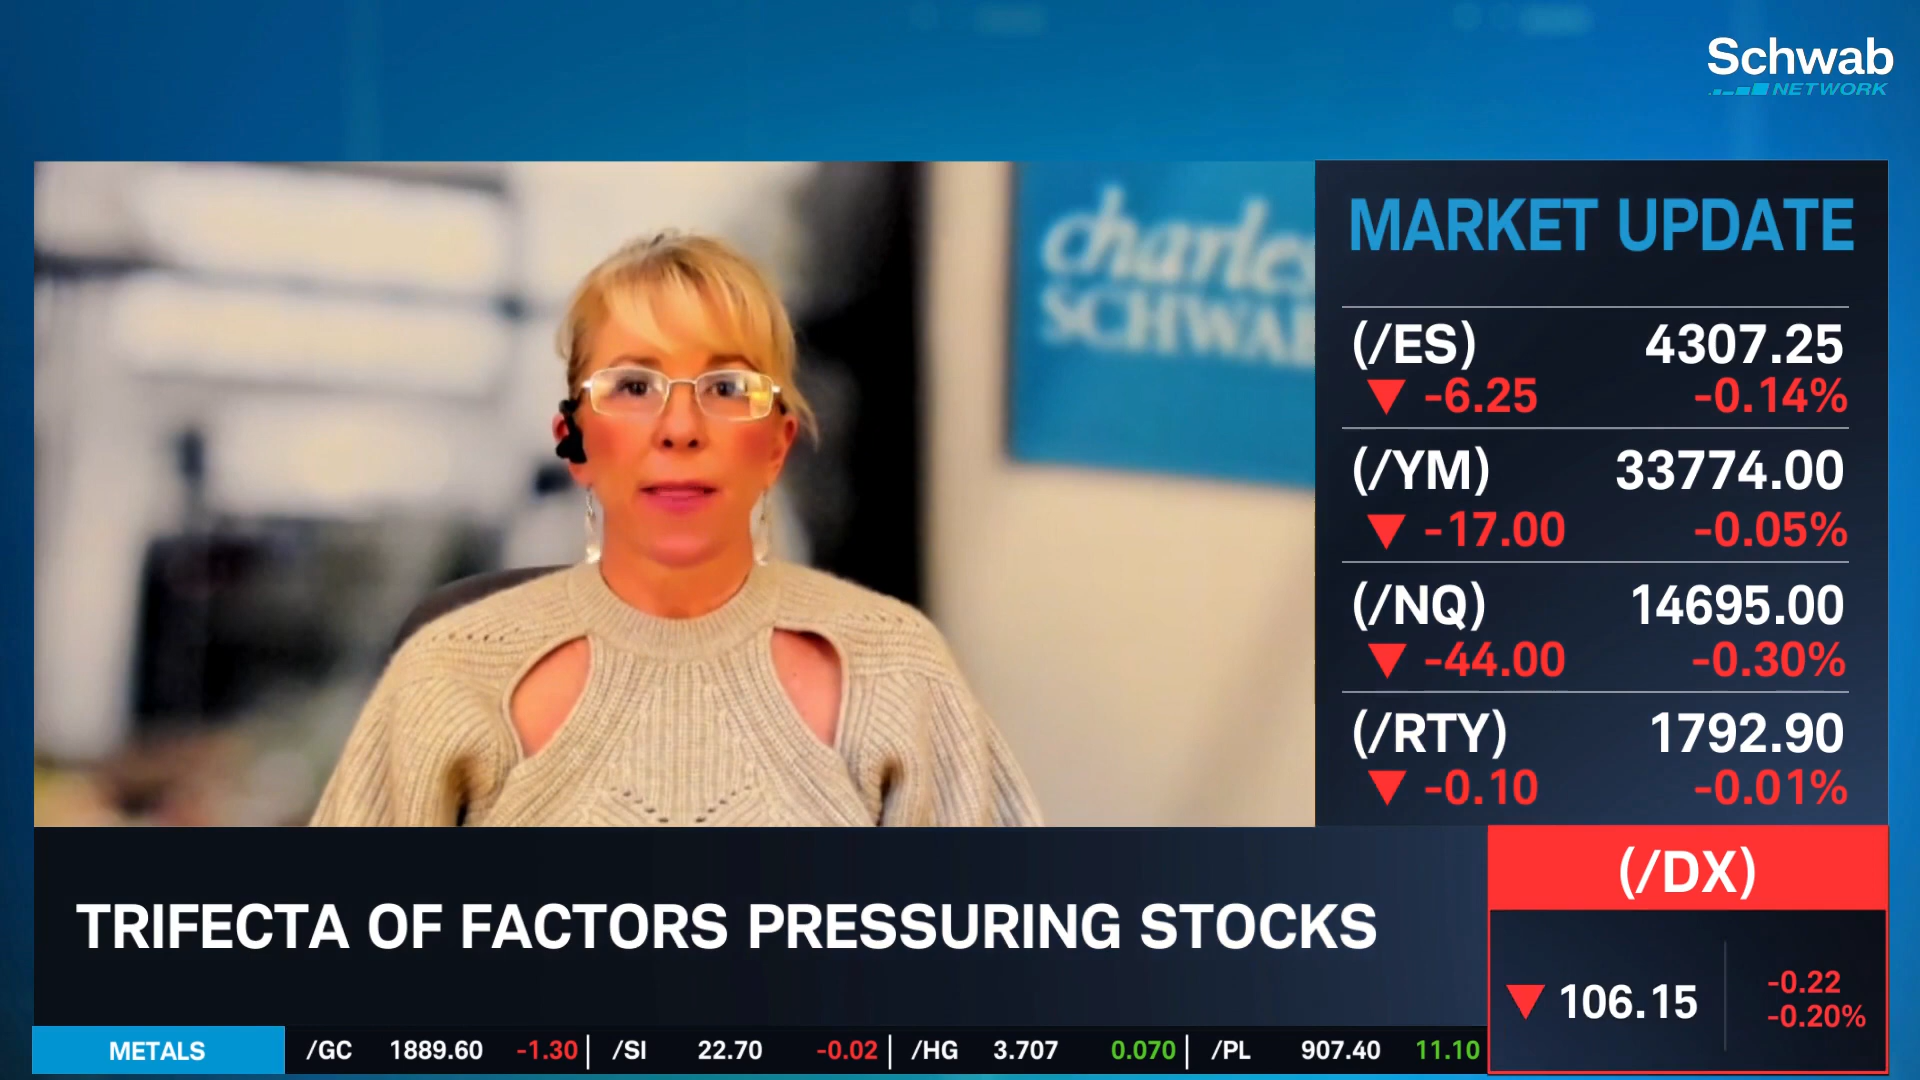 Schwab
NETWORK
charles
SCHWAB
MARKET UPDATE
(/ES) 4307.25
▼ -6.25 -0.14%
(/YM) 33774.00
▼ -17.00 -0.05%
(/NQ) 14695.00
▼ -44.00 -0.30%
(/RTY) 1792.90
▼ -0.10 -0.01%
TRIFECTA OF FACTORS PRESSURING STOCKS
(/DX)
▼ 106.15 -0.22
-0.20%
METALS /GC 1889.60 -1.30 | /SI 22.70 -0.02 | /HG 3.707 0.070 | /PL 907.40 11.10